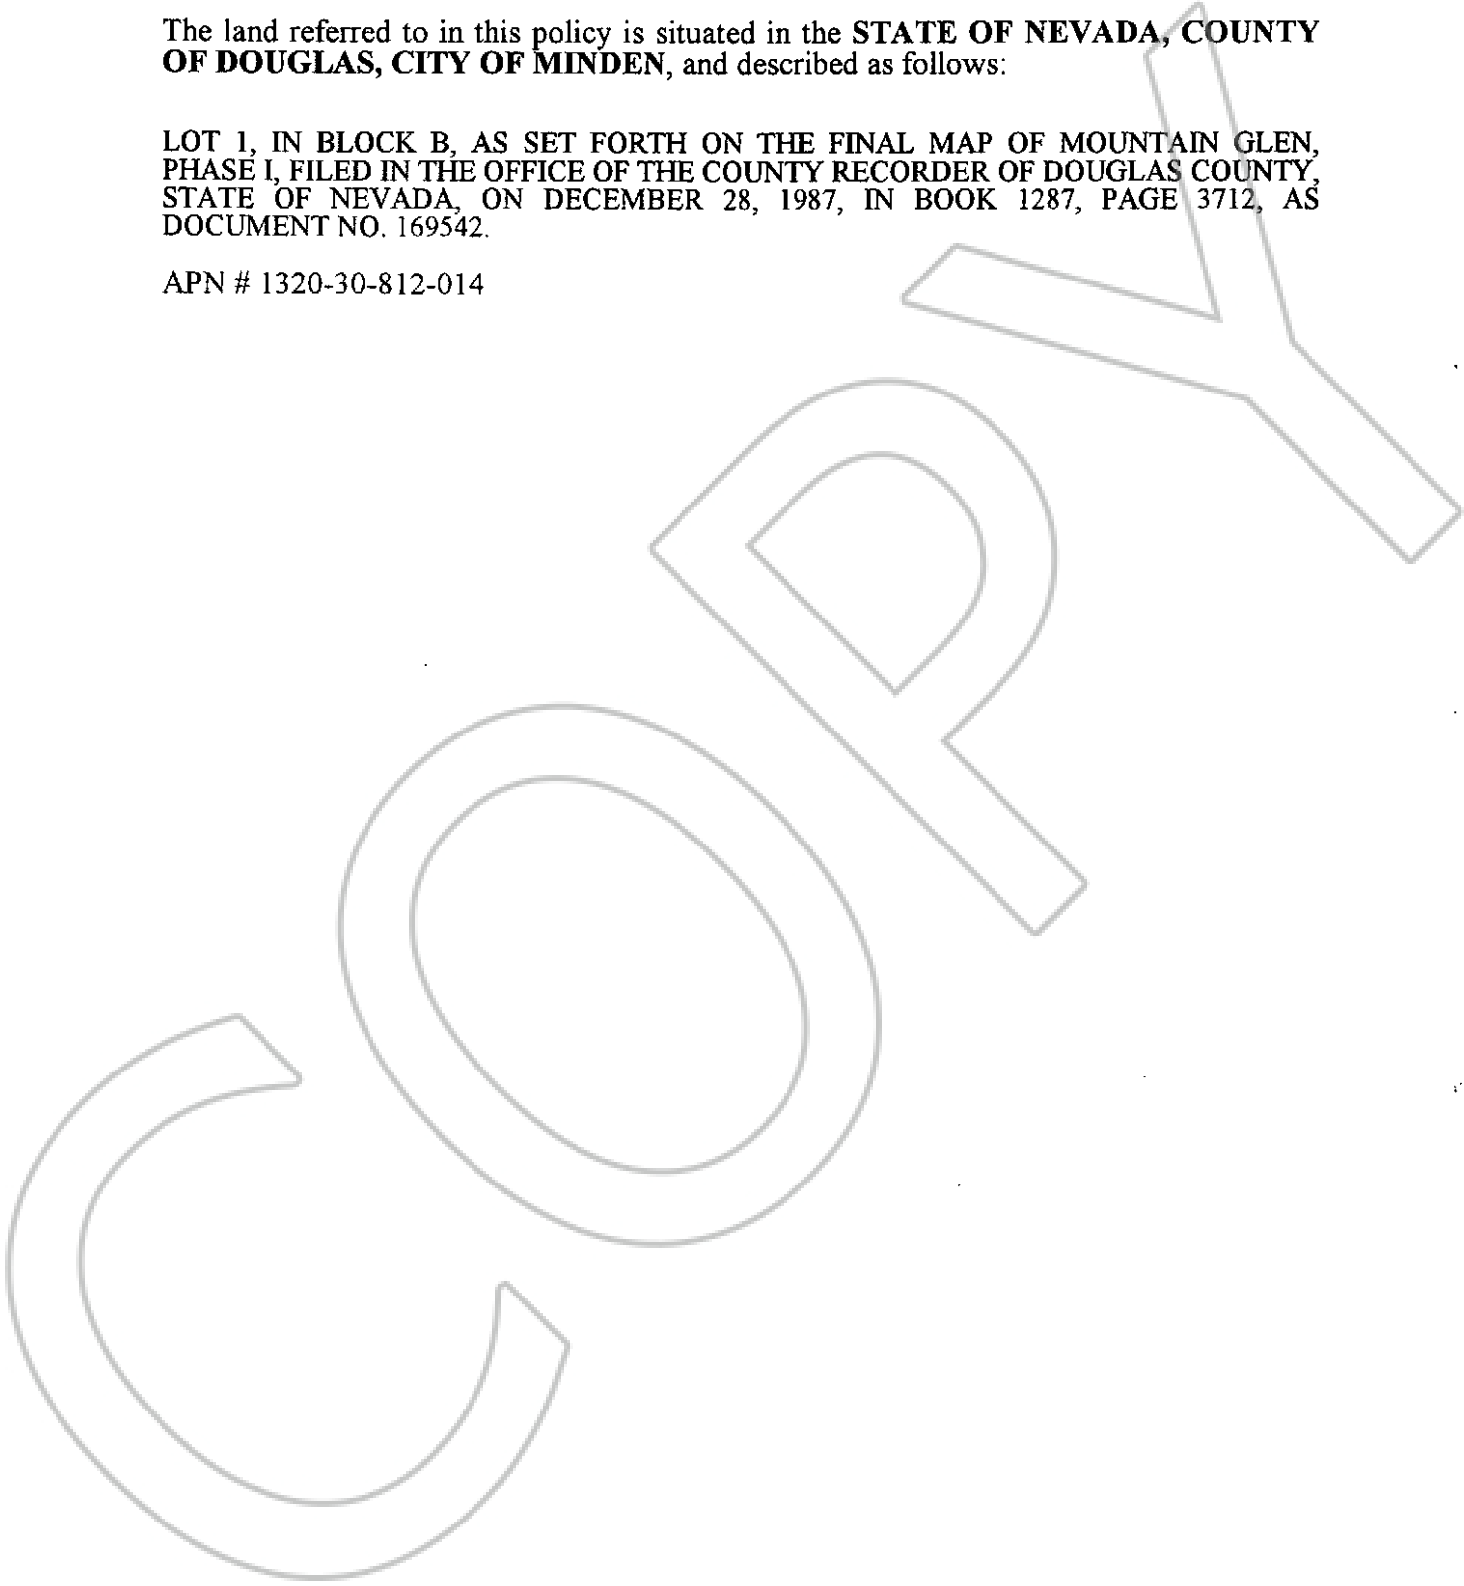 The land referred to in this policy is situated in the STATE OF NEVADA, COUNTY
OF DOUGLAS, CITY OF MINDEN, and described as follows:
LOT 1, IN BLOCK B, AS SET FORTH ON THE FINAL MAP OF MOUNTAIN GLEN,
PHASE I, FILED IN THE OFFICE OF THE COUNTY RECORDER OF DOUGLAS COUNTY,
STATE OF NEVADA, ON DECEMBER 28, 1987, IN BOOK 1287, PAGE 3712, AS
DOCUMENT NO. 169542.
APN # 1320-30-812-014
COPY